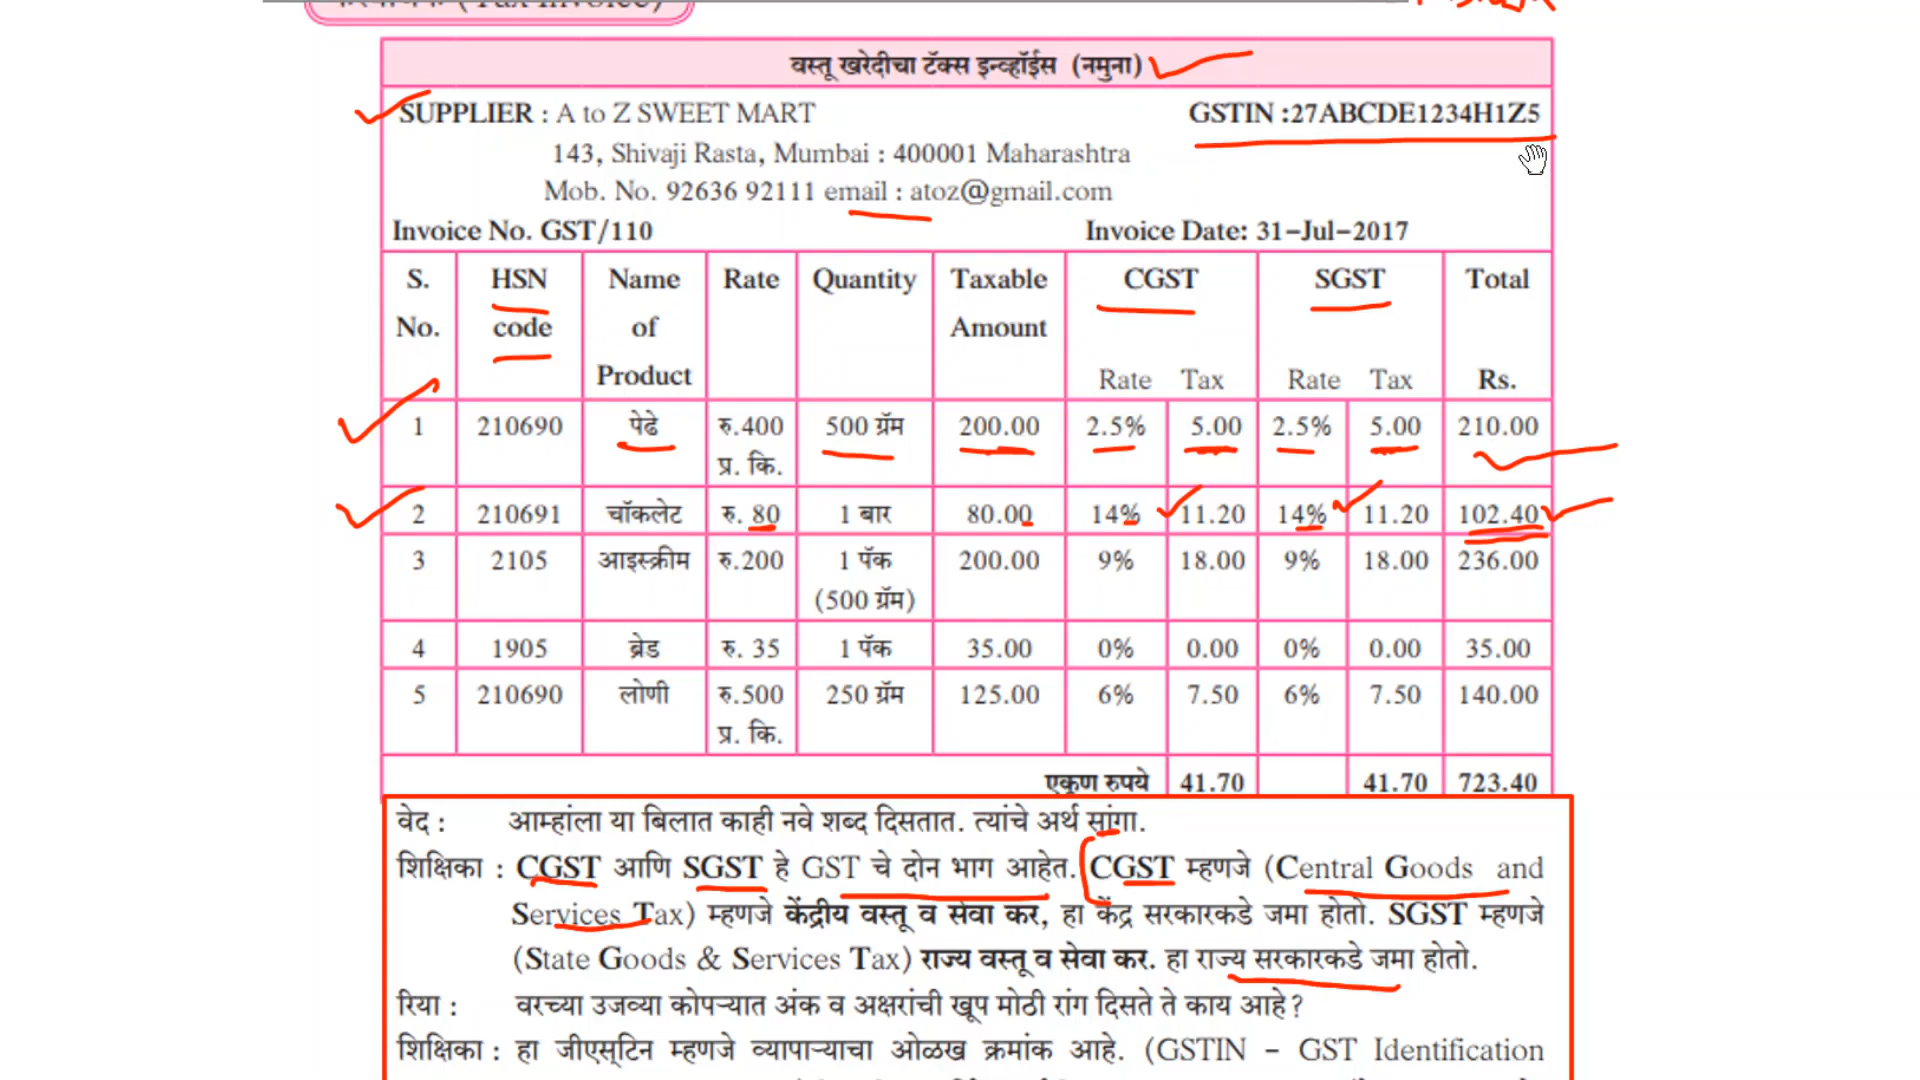 (Tax Invoice)
वस्तू खरेदीचा टॅक्स इन्व्हॉईस (नमुना)
SUPPLIER : A to Z SWEET MART GSTIN :27ABCDE1234H1Z5
143, Shivaji Rasta, Mumbai : 400001 Maharashtra
Mob. No. 92636 92111 email : atoz@gmail.com
Invoice No. GST/110 Invoice Date: 31-Jul-2017
S. HSN Name Rate Quantity Taxable CGST SGST Total
No. code of Amount
Product Rate Tax Rate Tax Rs.
1 210690 पेढे रु.400 500 ग्रॅम 200.00 2.5% 5.00 2.5% 5.00 210.00
प्र. कि.
2 210691 चॉकलेट रु. 80 1 बार 80.00 14% 11.20 14% 11.20 102.40
3 2105 आइस्क्रीम रु.200 1 पॅक 200.00 9% 18.00 9% 18.00 236.00
(500 ग्रॅम)
4 1905 ब्रेड रु. 35 1 पॅक 35.00 0% 0.00 0% 0.00 35.00
5 210690 लोणी रु.500 250 ग्रॅम 125.00 6% 7.50 6% 7.50 140.00
प्र. कि.
एकूण रुपये 41.70 41.70 723.40
वेद : आम्हांला या बिलात काही नवे शब्द दिसतात. त्यांचे अर्थ सांगा.
शिक्षिका : CGST आणि SGST हे GST चे दोन भाग आहेत. CGST म्हणजे (Central Goods and
Services Tax) म्हणजे केंद्रीय वस्तू व सेवा कर, हा केंद्र सरकारकडे जमा होतो. SGST म्हणजे
(State Goods & Services Tax) राज्य वस्तू व सेवा कर. हा राज्य सरकारकडे जमा होतो.
रिया : वरच्या उजव्या कोपऱ्यात अंक व अक्षरांची खूप मोठी रांग दिसते ते काय आहे?
शिक्षिका : हा जीएस्‌टिन म्हणजे व्यापाऱ्याचा ओळख क्रमांक आहे. (GSTIN - GST Identification